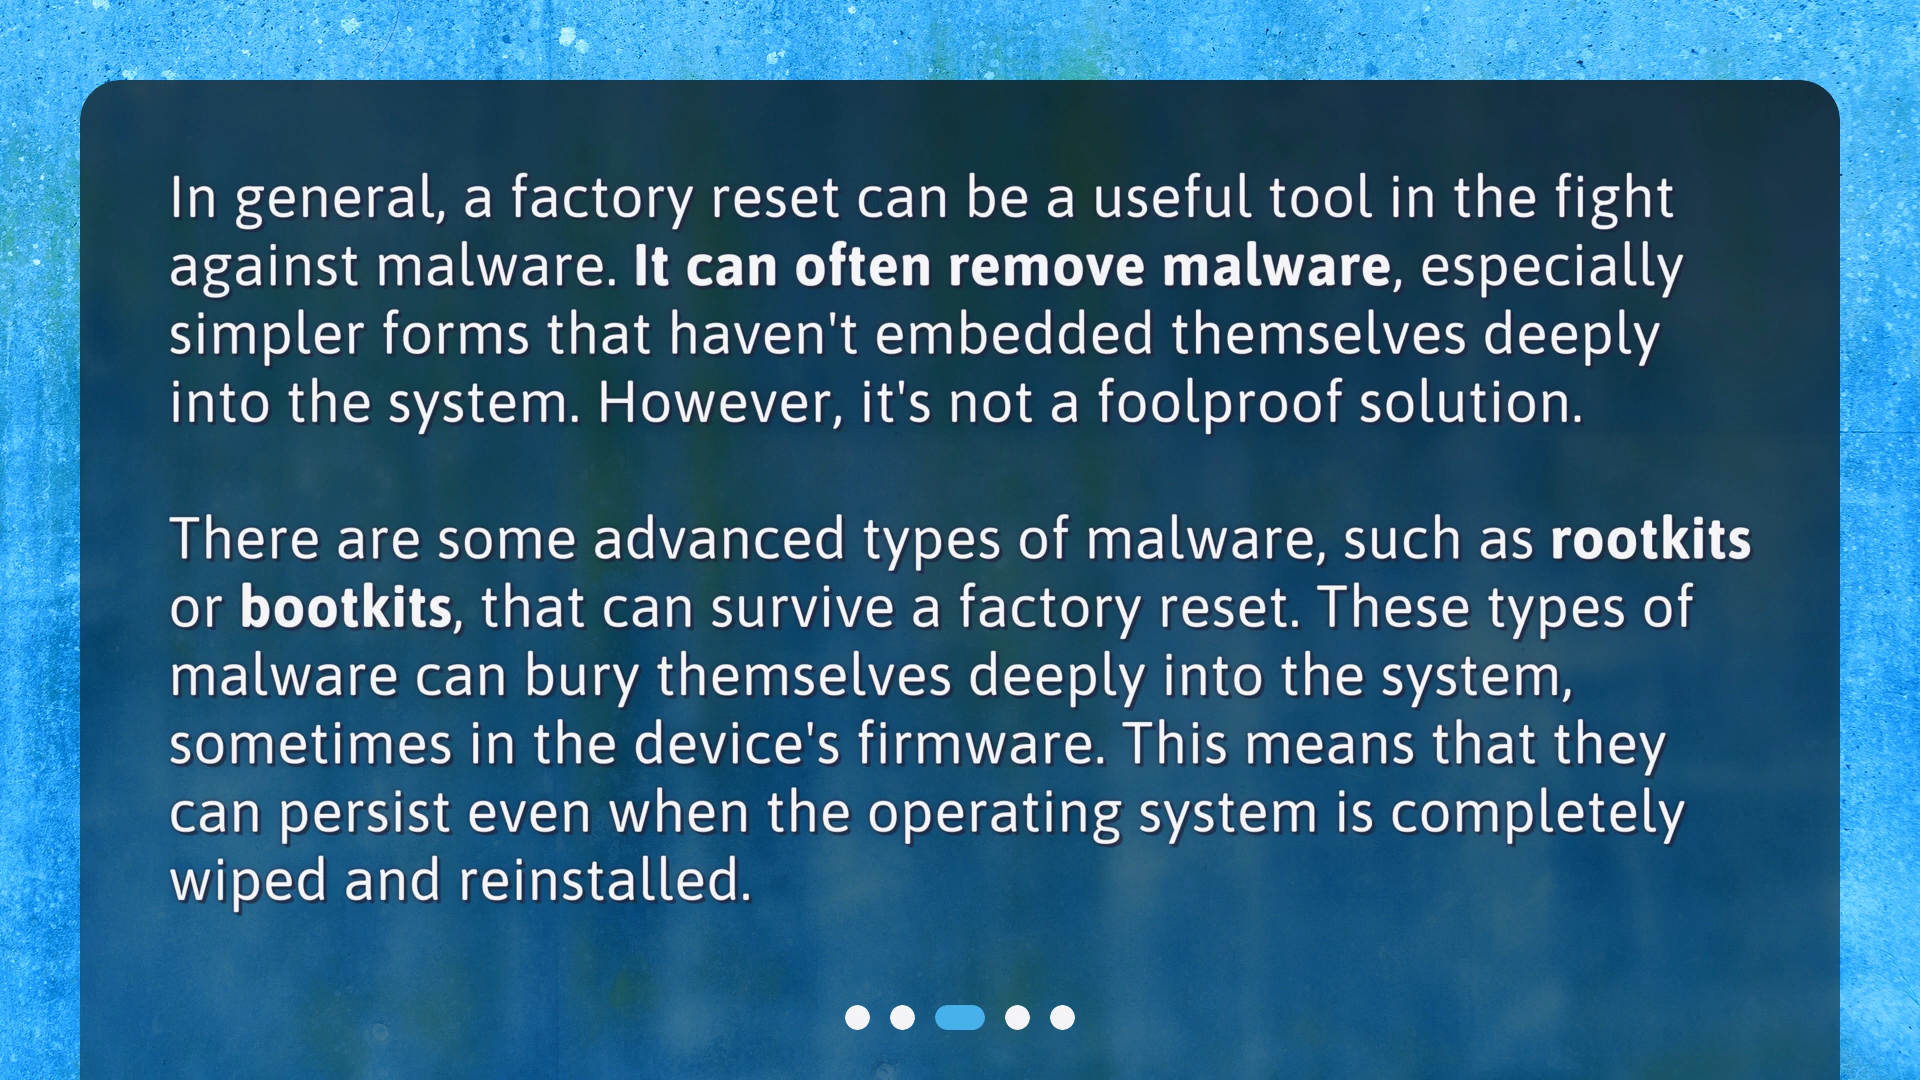 In general, a factory reset can be a useful tool in the fight
against malware. It can often remove malware, especially
simpler forms that haven't embedded themselves deeply
into the system. However, it's not a foolproof solution.
There are some advanced types of malware, such as rootkits
or bootkits, that can survive a factory reset. These types of
malware can bury themselves deeply into the system,
sometimes in the device's firmware. This means that they
can persist even when the operating system is completely
wiped and reinstalled.